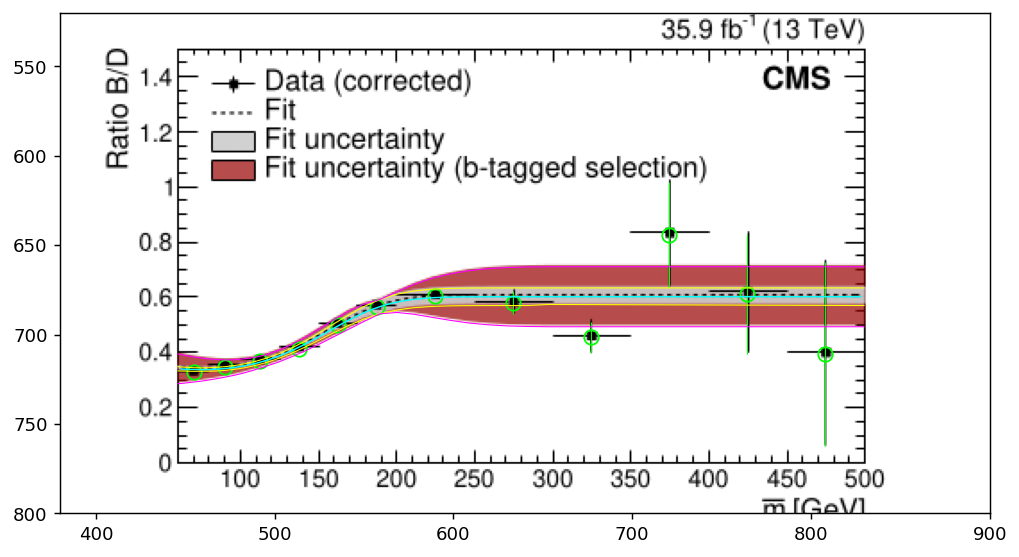 35.9 fb⁻¹ (13 TeV)
CMS
Ratio B/D
Data (corrected)
Fit
Fit uncertainty
Fit uncertainty (b-tagged selection)
1.4
1.2
1
0.8
0.6
0.4
0.2
0
100 150 200 250 300 350 400 450 500
m̅ [GeV]
550
600
650
700
750
800
400 500 600 700 800 900